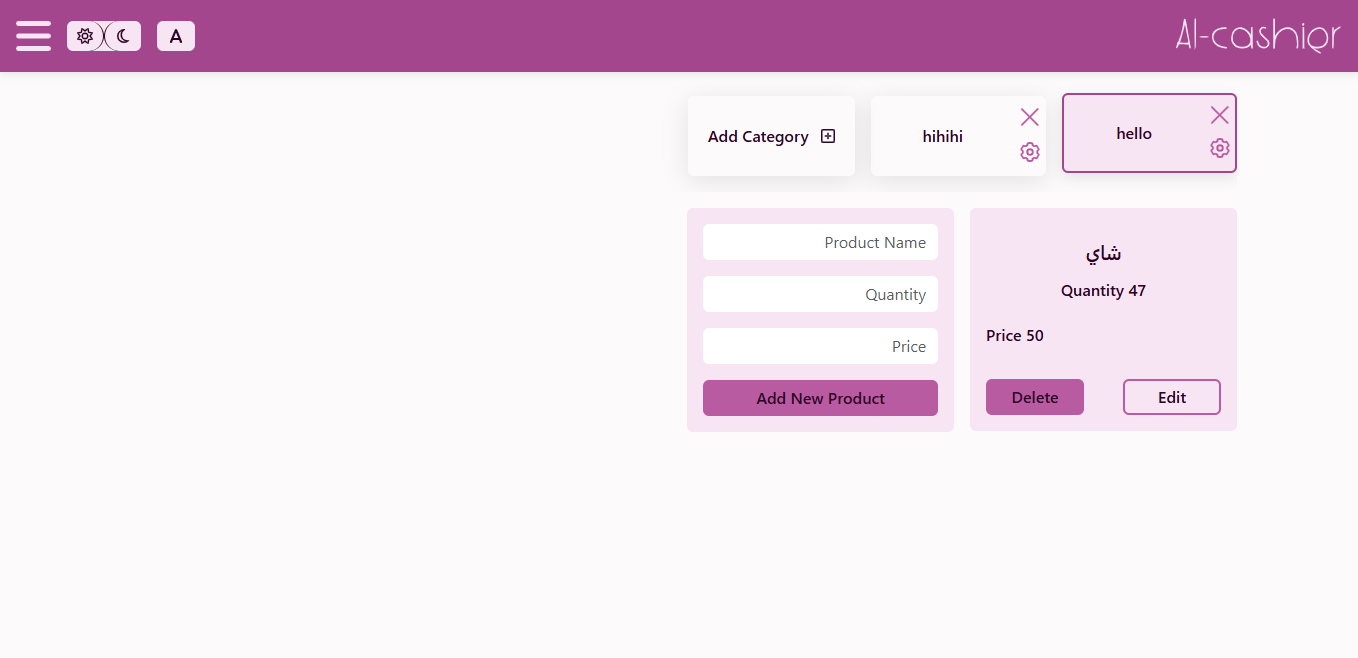 A
Al-cashier
Add Category
hihihi
hello
Product Name
Quantity
Price
Add New Product
شاي
Quantity 47
Price 50
Delete
Edit